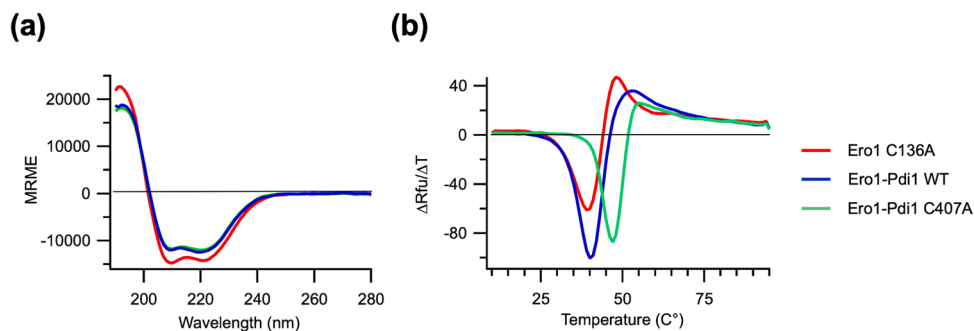 (a)
(b)
MRME
20000
10000
0
-10000
200
220
240
260
280
Wavelength (nm)
ΔRfu/ΔT
40
0
-40
-80
25
50
75
Temperature (C°)
Ero1 C136A
Ero1-Pdi1 WT
Ero1-Pdi1 C407A